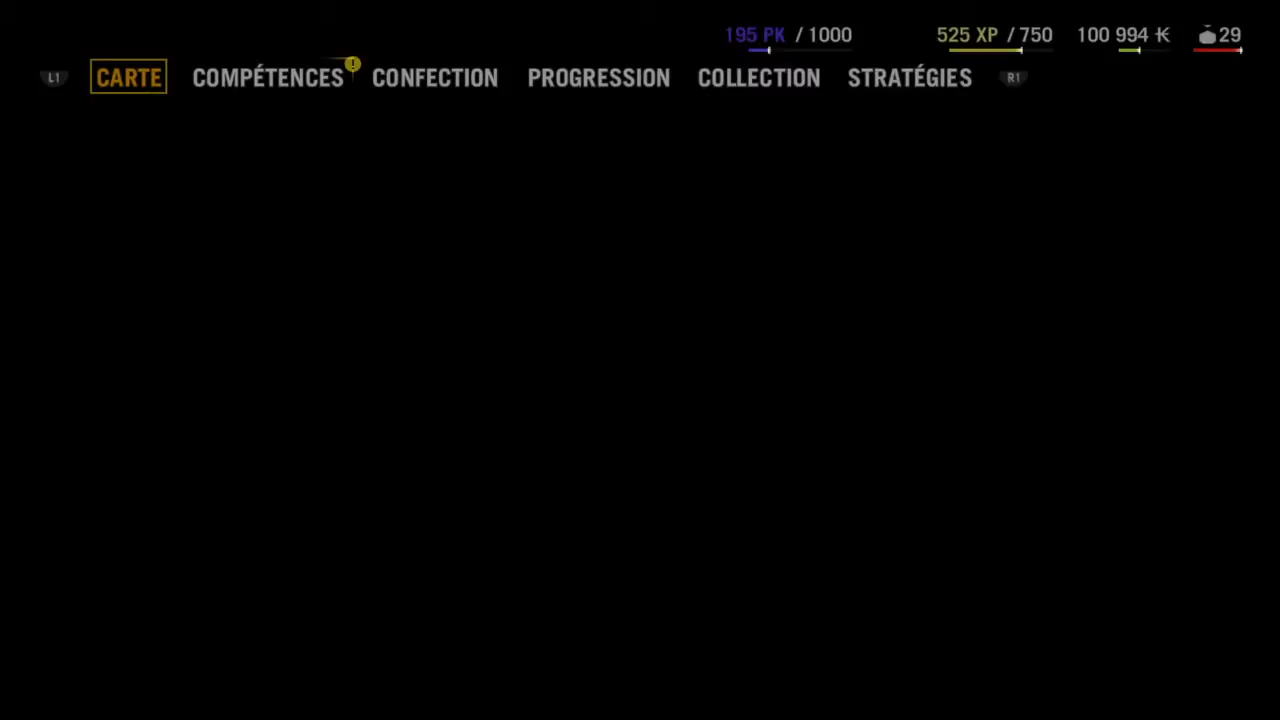 195 PK / 1000 525 XP / 750 100 994 K 29
L1 CARTE COMPÉTENCES ! CONFECTION PROGRESSION COLLECTION STRATÉGIES R1